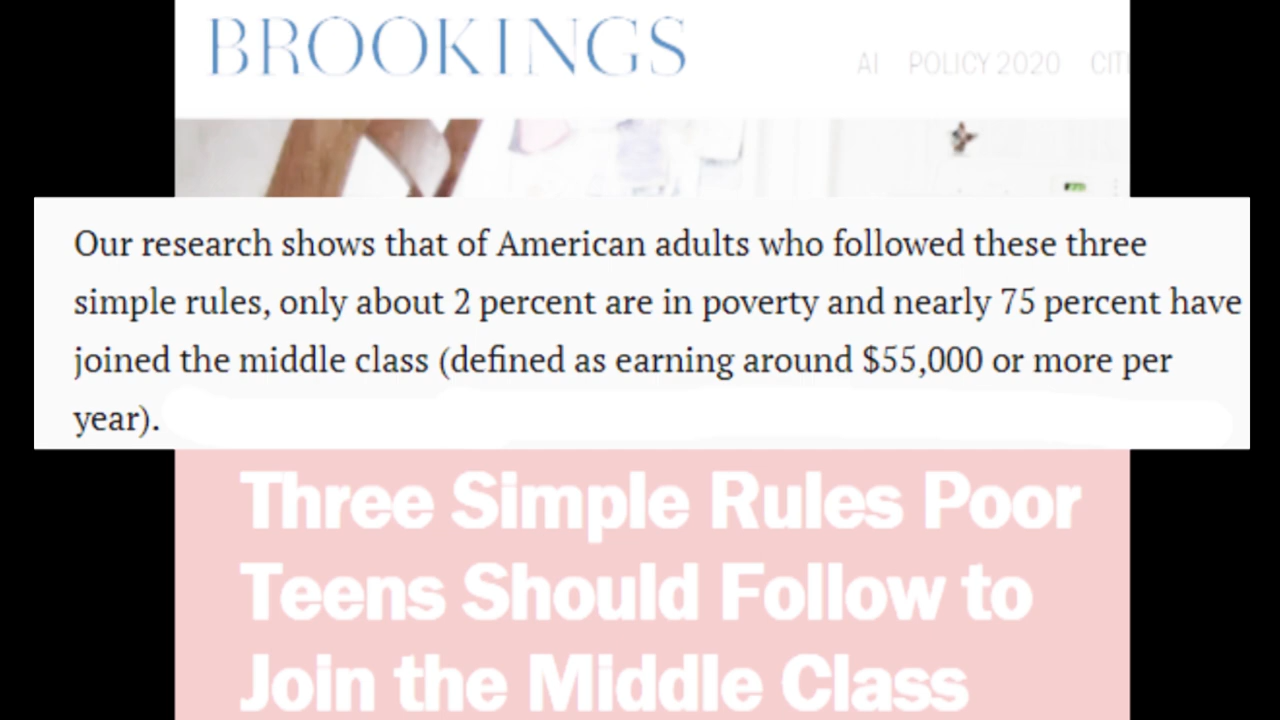 BROOKINGS
AI POLICY 2020
Our research shows that of American adults who followed these three
simple rules, only about 2 percent are in poverty and nearly 75 percent have
joined the middle class (defined as earning around $55,000 or more per
year).
Three Simple Rules Poor
Teens Should Follow to
Join the Middle Class